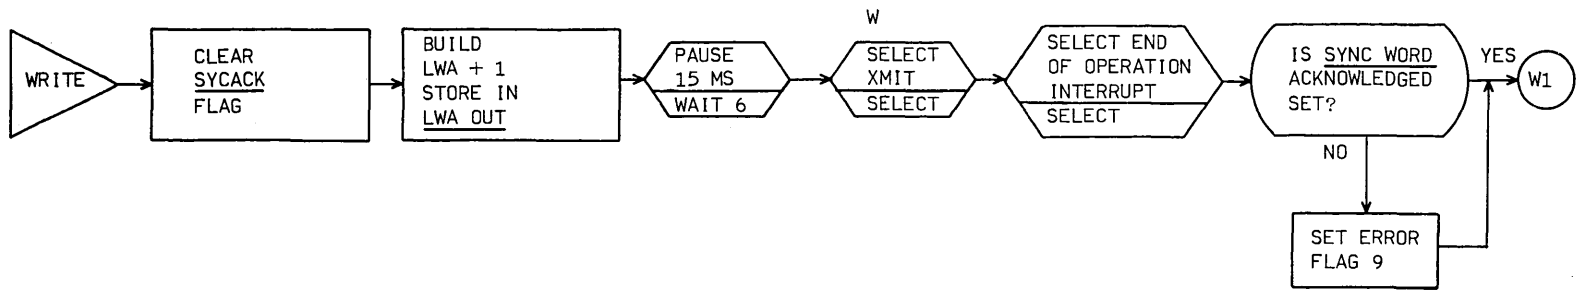 WRITE
CLEAR
SYCACK
FLAG
BUILD
LWA + 1
STORE IN
LWA OUT
PAUSE
15 MS
WAIT 6
W
SELECT
XMIT
SELECT
SELECT END
OF OPERATION
INTERRUPT
SELECT
IS SYNC WORD
ACKNOWLEDGED
SET?
YES
W1
NO
SET ERROR
FLAG 9